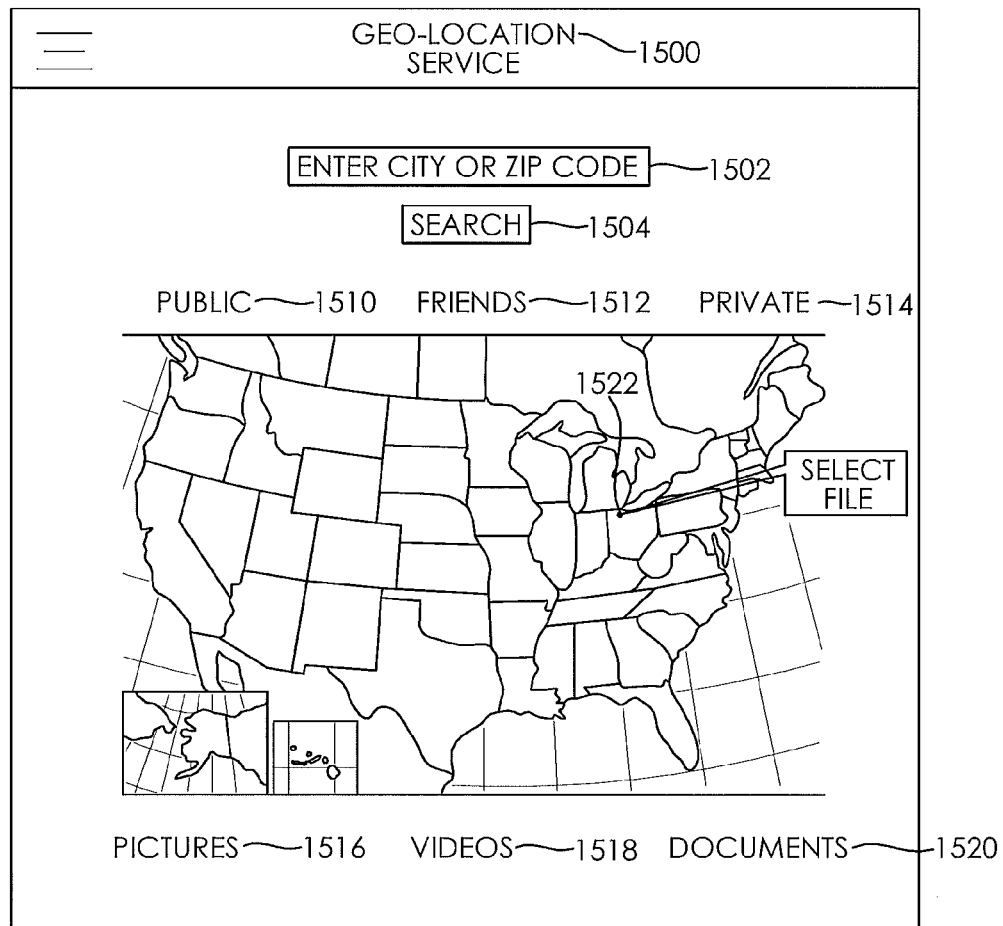 GEO-LOCATION
SERVICE
1500
ENTER CITY OR ZIP CODE 1502
SEARCH 1504
PUBLIC 1510 FRIENDS 1512 PRIVATE 1514
1522
SELECT
FILE
PICTURES 1516 VIDEOS 1518 DOCUMENTS 1520